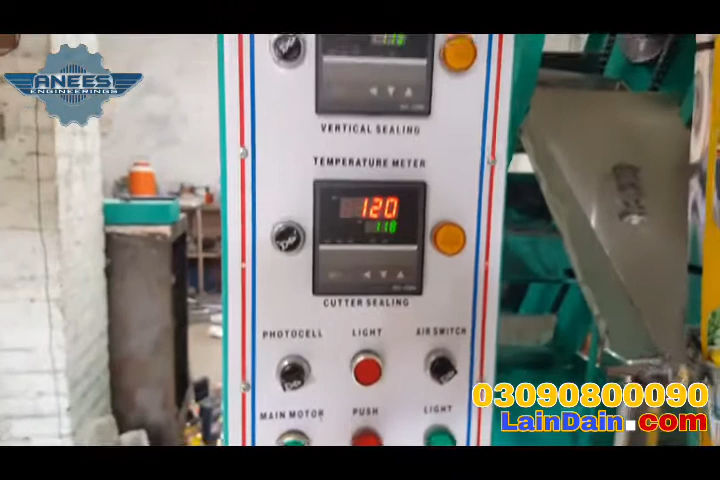 ANEES
ENGINEERINGS
VERTICAL SEALING
TEMPERATURE METER
120
118
CUTTER SEALING
PHOTOCELL
LIGHT
AIR SWITCH
MAIN MOTOR
PUSH
LIGHT
03090800090
LainDain.com